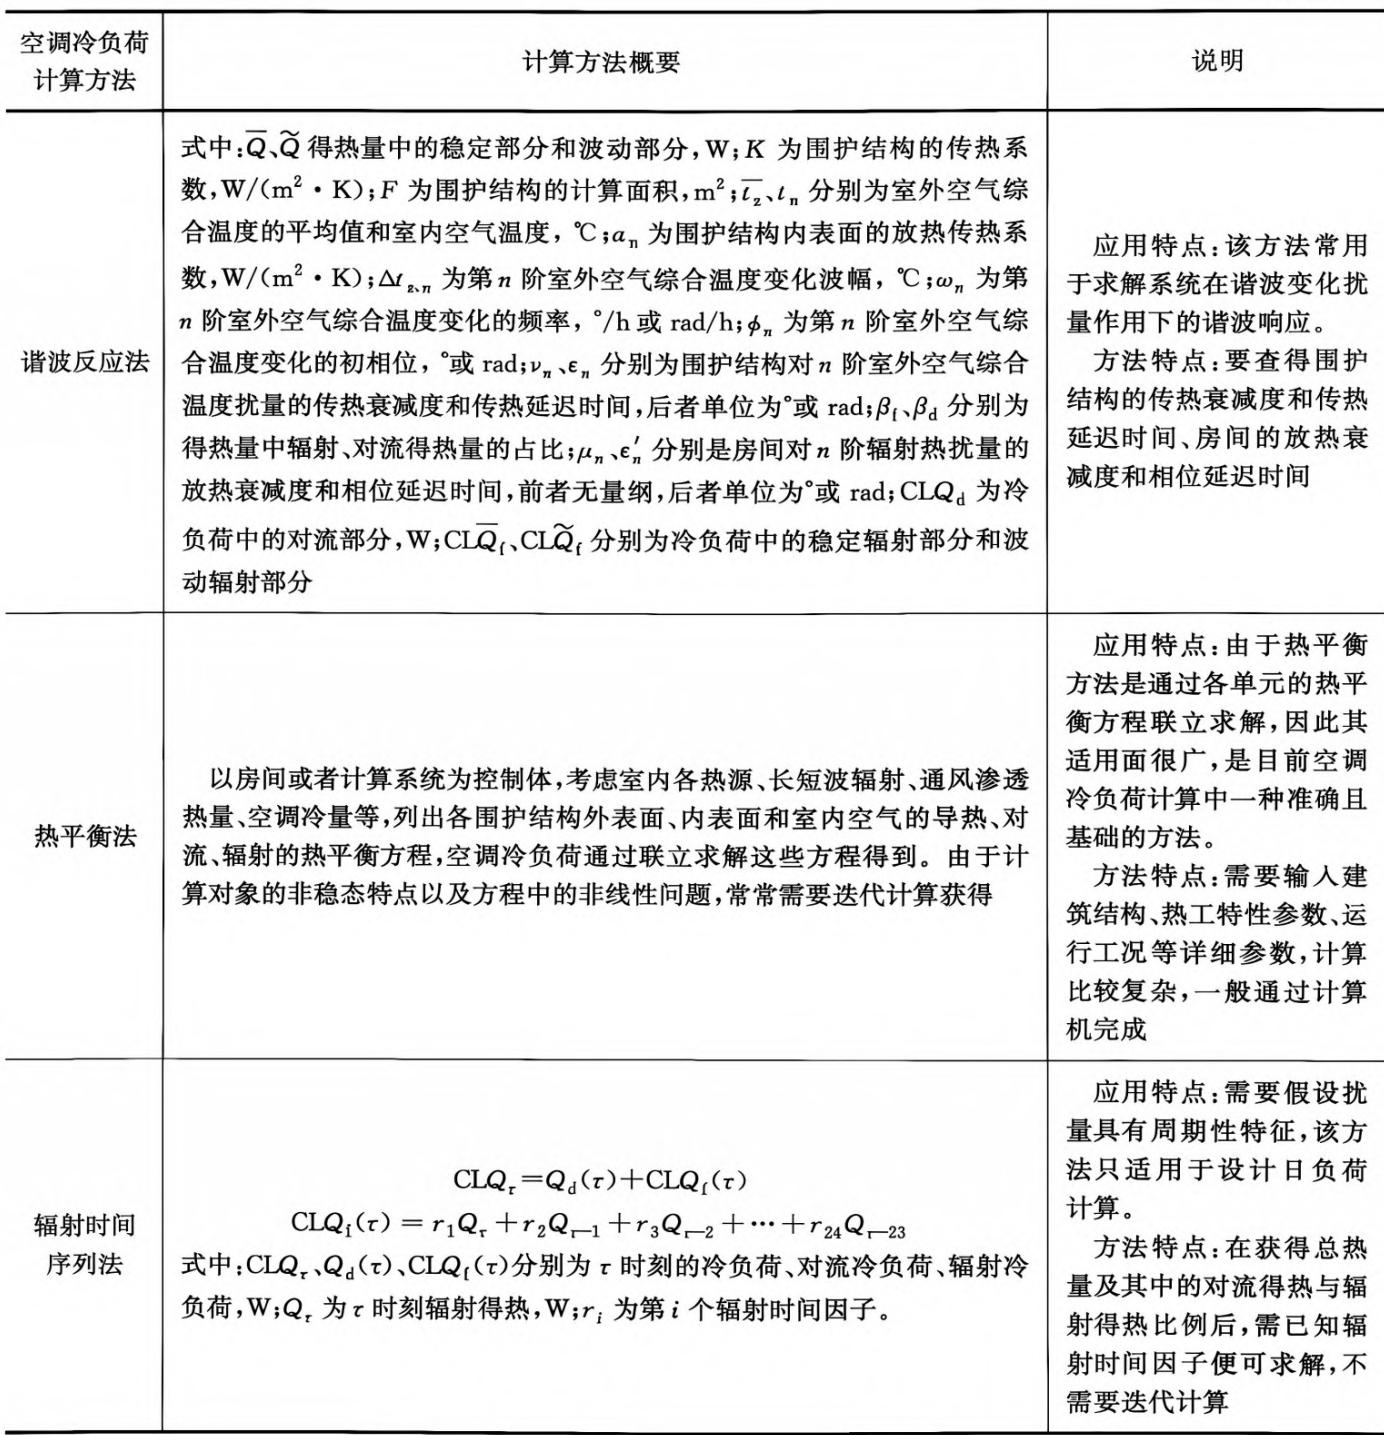 空调冷负荷
计算方法
计算方法概要
说明
谐波反应法
式中:Q̅、Q̃ 得热量中的稳定部分和波动部分,W;K 为围护结构的传热系
数,W/(m²·K);F 为围护结构的计算面积,m²;t̅_z、t_n 分别为室外空气综
合温度的平均值和室内空气温度,℃;a_n 为围护结构内表面的放热传热系
数,W/(m²·K);Δt_z、n 为第 n 阶室外空气综合温度变化波幅,℃;ω_n 为第
n 阶室外空气综合温度变化的频率,°/h 或 rad/h;ϕ_n 为第 n 阶室外空气综
合温度变化的初相位,°或 rad;ν_n、ϵ_n 分别为围护结构对 n 阶室外空气综合
温度扰量的传热衰减度和传热延迟时间,后者单位为°或 rad;β_f、β_d 分别为
得热量中辐射、对流得热量的占比;μ_n、ϵ′_n 分别是房间对 n 阶辐射热扰量的
放热衰减度和相位延迟时间,前者无量纲,后者单位为°或 rad;CLQ_d 为冷
负荷中的对流部分,W;CLQ̅_f、CLQ̃_f 分别为冷负荷中的稳定辐射部分和波
动辐射部分
应用特点:该方法常用
于求解系统在谐波变化扰
量作用下的谐波响应。
方法特点:要查得围护
结构的传热衰减度和传热
延迟时间、房间的放热衰
减度和相位延迟时间
热平衡法
以房间或者计算系统为控制体,考虑室内各热源、长短波辐射、通风渗透
热量、空调冷量等,列出各围护结构外表面、内表面和室内空气的导热、对
流、辐射的热平衡方程,空调冷负荷通过联立求解这些方程得到。由于计
算对象的非稳态特点以及方程中的非线性问题,常常需要迭代计算获得
应用特点:由于热平衡
方法是通过各单元的热平
衡方程联立求解,因此其
适用面很广,是目前空调
冷负荷计算中一种准确且
基础的方法。
方法特点:需要输入建
筑结构、热工特性参数、运
行工况等详细参数,计算
比较复杂,一般通过计算
机完成
辐射时间
序列法
CLQ_τ=Q_d(τ)+CLQ_f(τ)
CLQ_f(τ) = r_1Q_τ + r_2Q_τ−1 + r_3Q_τ−2 + ⋯ + r_24Q_τ−23
式中:CLQ_τ、Q_d(τ)、CLQ_f(τ)分别为 τ 时刻的冷负荷、对流冷负荷、辐射冷
负荷,W;Q_τ 为 τ 时刻辐射得热,W;r_i 为第 i 个辐射时间因子。
应用特点:需要假设扰
量具有周期性特征,该方
法只适用于设计日负荷
计算。
方法特点:在获得总热
量及其中的对流得热与辐
射得热比例后,需已知辐
射时间因子便可求解,不
需要迭代计算